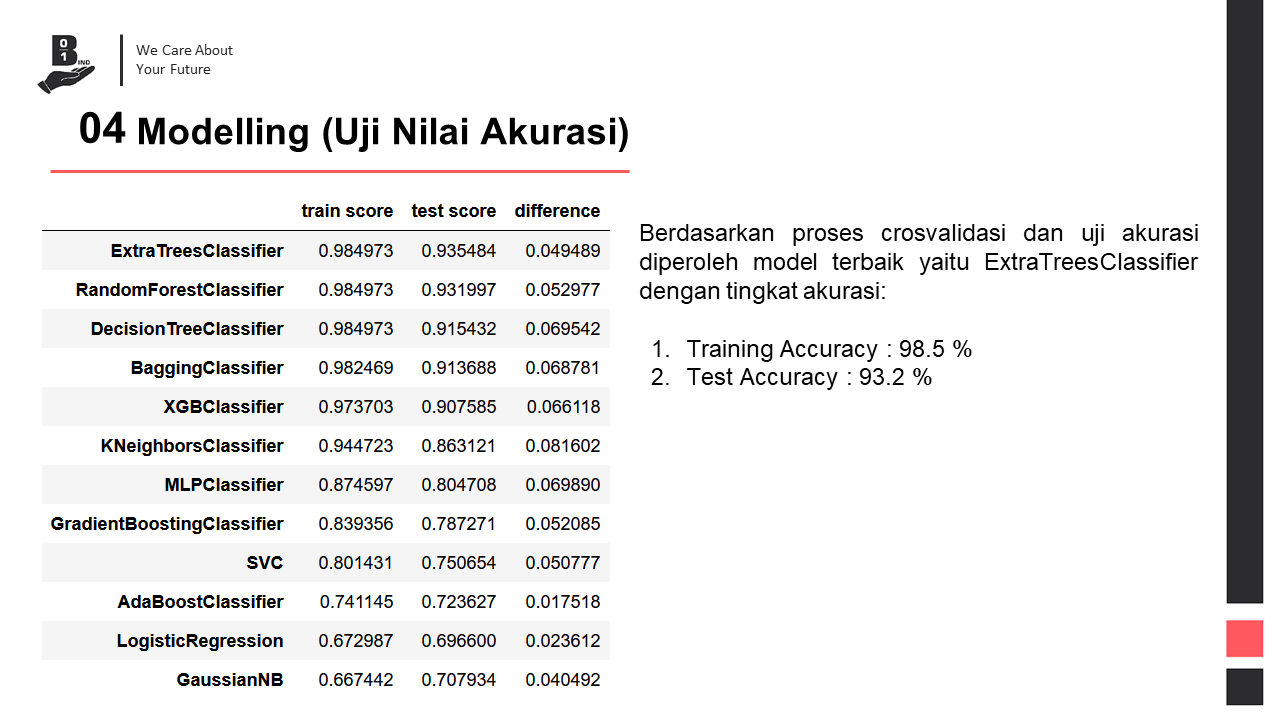 B
0
1
IND
We Care About
Your Future
04 Modelling (Uji Nilai Akurasi)
train score test score difference
ExtraTreesClassifier 0.984973 0.935484 0.049489
RandomForestClassifier 0.984973 0.931997 0.052977
DecisionTreeClassifier 0.984973 0.915432 0.069542
BaggingClassifier 0.982469 0.913688 0.068781
XGBClassifier 0.973703 0.907585 0.066118
KNeighborsClassifier 0.944723 0.863121 0.081602
MLPClassifier 0.874597 0.804708 0.069890
GradientBoostingClassifier 0.839356 0.787271 0.052085
SVC 0.801431 0.750654 0.050777
AdaBoostClassifier 0.741145 0.723627 0.017518
LogisticRegression 0.672987 0.696600 0.023612
GaussianNB 0.667442 0.707934 0.040492
Berdasarkan proses crosvalidasi dan uji akurasi
diperoleh model terbaik yaitu ExtraTreesClassifier
dengan tingkat akurasi:
1. Training Accuracy : 98.5 %
2. Test Accuracy : 93.2 %